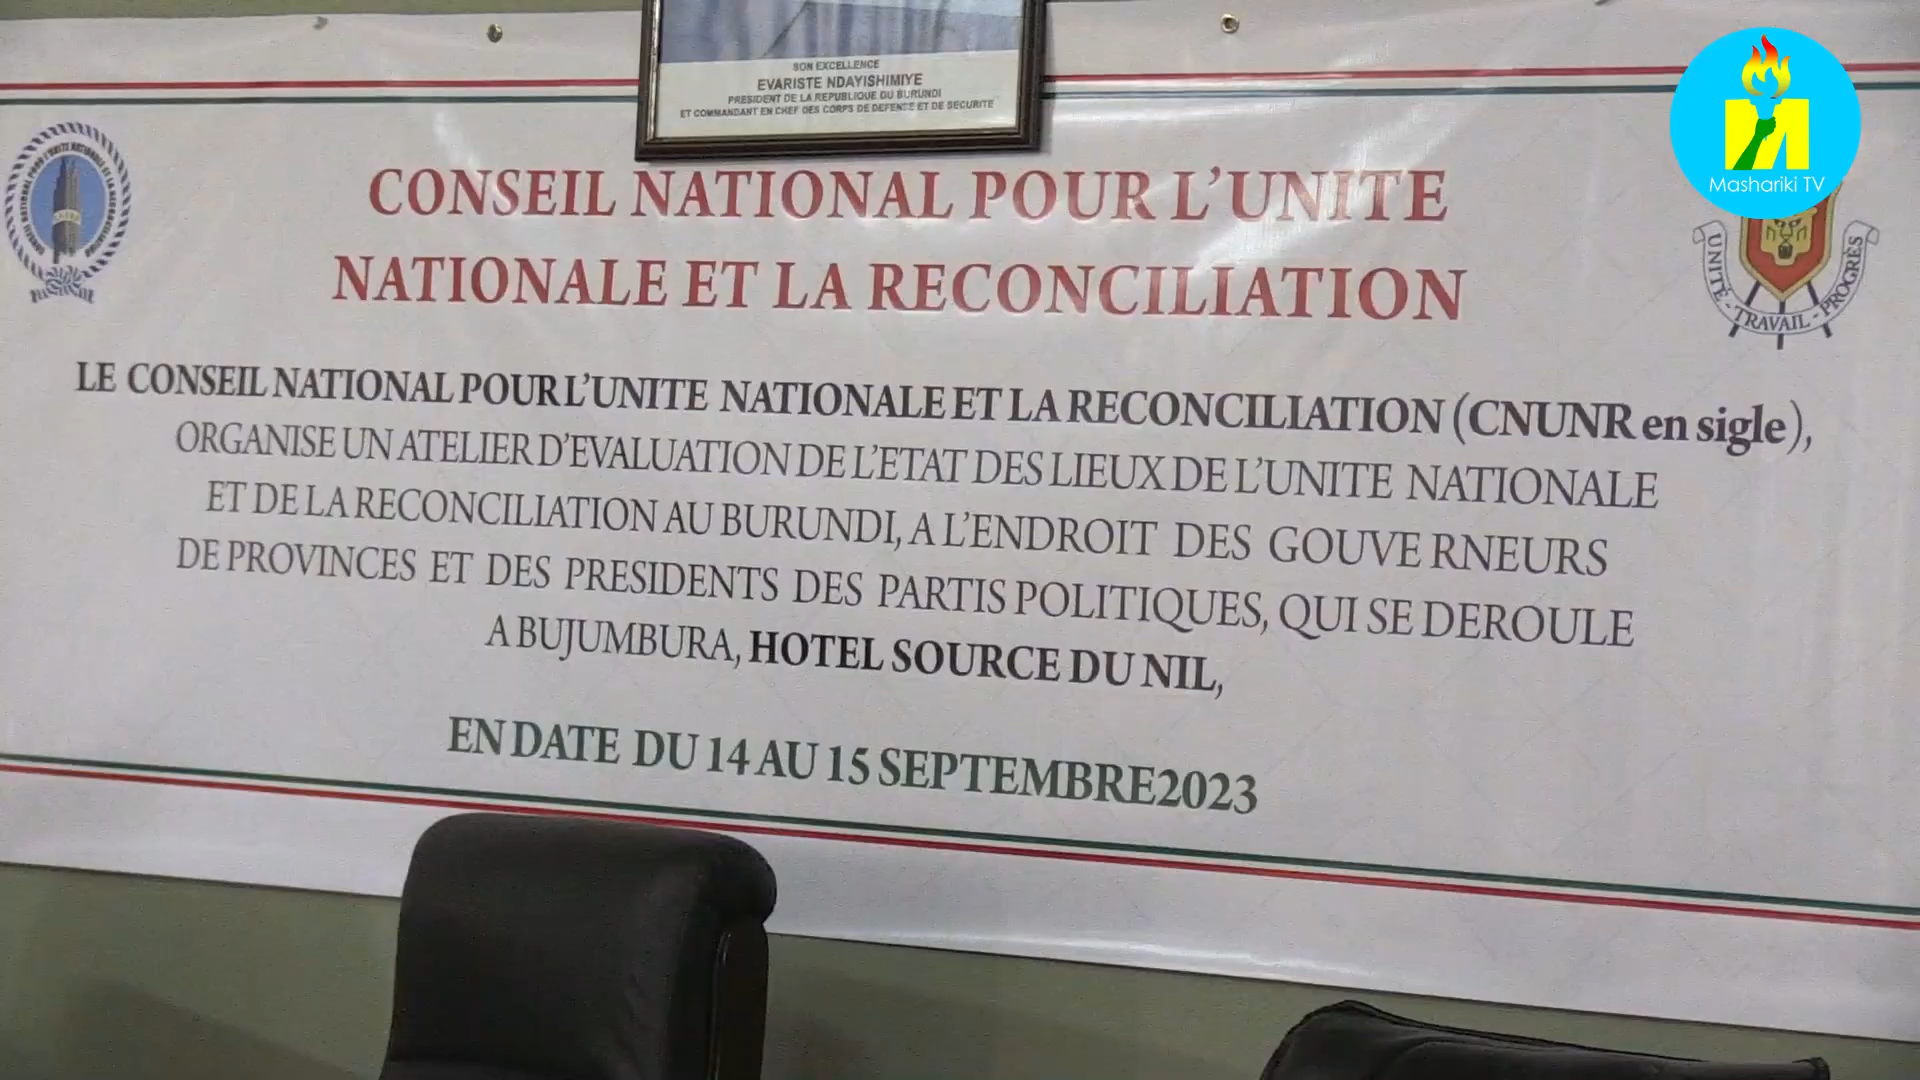 SON EXCELLENCE
EVARISTE NDAYISHIMIYE
PRESIDENT DE LA REPUBLIQUE DU BURUNDI
ET COMMANDANT EN CHEF DES CORPS DE DEFENSE ET DE SECURITE
Mashariki TV
CONSEIL NATIONAL POUR L'UNITE
NATIONALE ET LA RECONCILIATION
UNITÉ - TRAVAIL - PROGRÈS
LE CONSEIL NATIONAL POUR L'UNITE NATIONALE ET LA RECONCILIATION (CNUNR en sigle),
ORGANISE UN ATELIER D'EVALUATION DE L'ETAT DES LIEUX DE L'UNITE NATIONALE
ET DE LA RECONCILIATION AU BURUNDI, A L'ENDROIT DES GOUVE RNEURS
DE PROVINCES ET DES PRESIDENTS DES PARTIS POLITIQUES, QUI SE DEROULE
A BUJUMBURA, HOTEL SOURCE DU NIL,
EN DATE DU 14 AU 15 SEPTEMBRE2023